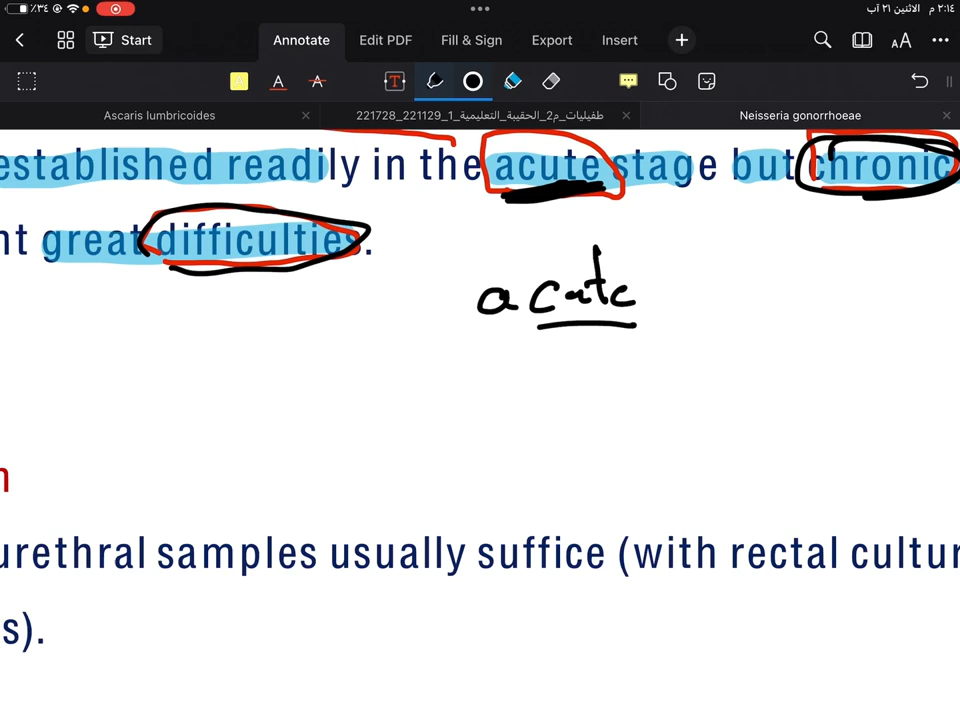 ٪٣٤ ٢:١٤ م الاثنين ٢١ آب
Start Annotate Edit PDF Fill & Sign Export Insert AA
Ascaris lumbricoides طفيليات_م2_الحقيبة_التعليمية_1_221129_221728 Neisseria gonorrhoeae
established readily in the acute stage but chronic
nt great difficulties.
acute
n
urethral samples usually suffice (with rectal cultur
s).